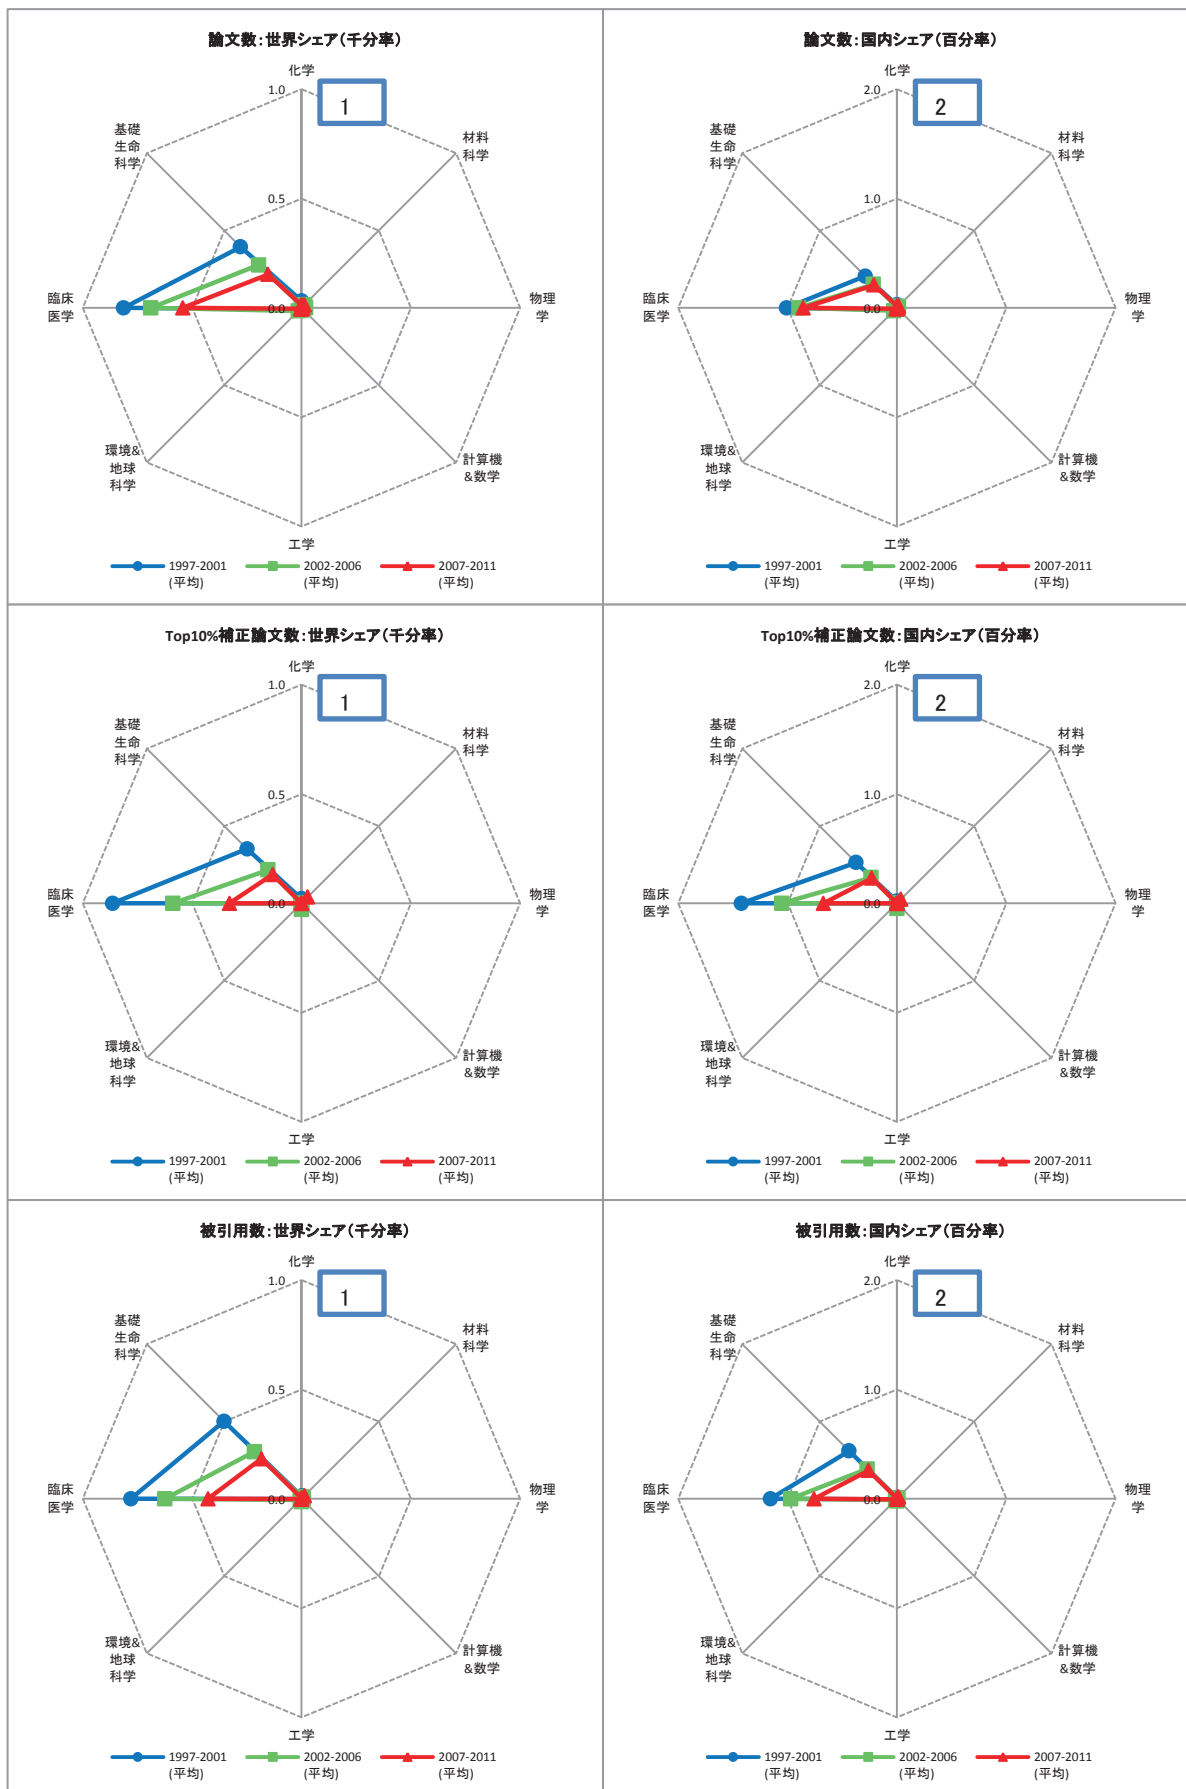 論文数:世界シェア(千分率)
化学
1.0
1
基礎
生命
科学
材料
科学
0.5
臨床
医学
0.0
物理
学
環境&
地球
科学
計算機
&数学
工学
1997-2001
(平均)
2002-2006
(平均)
2007-2011
(平均)
論文数:国内シェア(百分率)
化学
2.0
2
基礎
生命
科学
材料
科学
1.0
臨床
医学
0.0
物理
学
環境&
地球
科学
計算機
&数学
工学
1997-2001
(平均)
2002-2006
(平均)
2007-2011
(平均)
Top10%補正論文数:世界シェア(千分率)
化学
1.0
1
基礎
生命
科学
材料
科学
0.5
臨床
医学
0.0
物理
学
環境&
地球
科学
計算機
&数学
工学
1997-2001
(平均)
2002-2006
(平均)
2007-2011
(平均)
Top10%補正論文数:国内シェア(百分率)
化学
2.0
2
基礎
生命
科学
材料
科学
1.0
臨床
医学
0.0
物理
学
環境&
地球
科学
計算機
&数学
工学
1997-2001
(平均)
2002-2006
(平均)
2007-2011
(平均)
被引用数:世界シェア(千分率)
化学
1.0
1
基礎
生命
科学
材料
科学
0.5
臨床
医学
0.0
物理
学
環境&
地球
科学
計算機
&数学
工学
1997-2001
(平均)
2002-2006
(平均)
2007-2011
(平均)
被引用数:国内シェア(百分率)
化学
2.0
2
基礎
生命
科学
材料
科学
1.0
臨床
医学
0.0
物理
学
環境&
地球
科学
計算機
&数学
工学
1997-2001
(平均)
2002-2006
(平均)
2007-2011
(平均)